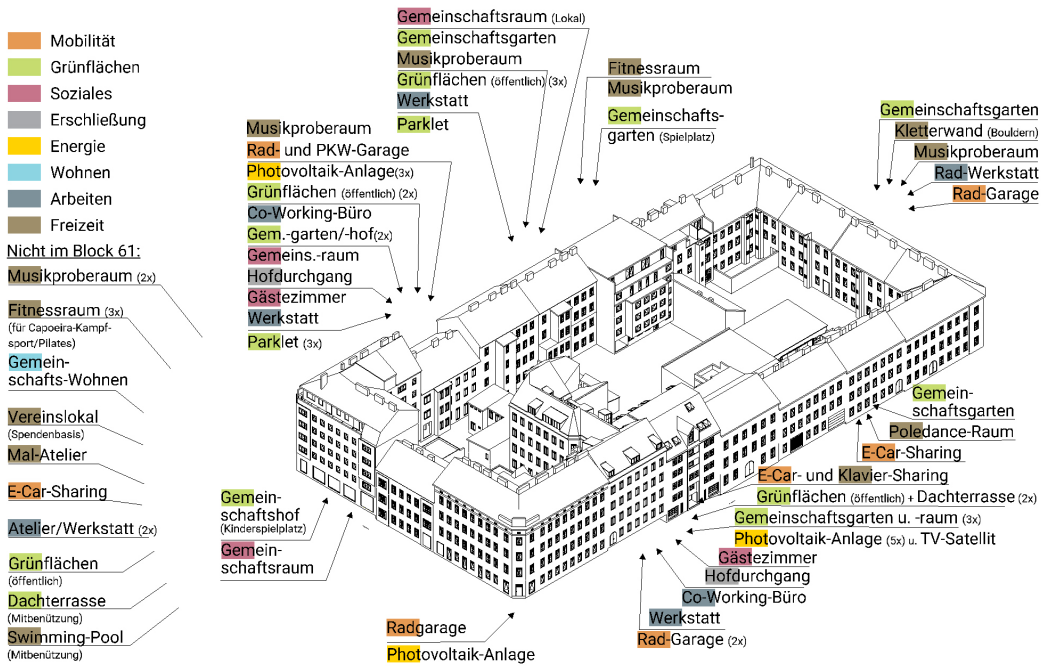 Mobilität
Grünflächen
Soziales
Erschließung
Energie
Wohnen
Arbeiten
Freizeit
Nicht im Block 61:
Musikproberaum (2x)
Fitnessraum (3x)
(für Capoeira-Kampf-
sport/Pilates)
Gemein-
schafts-Wohnen
Vereinslokal
(Spendenbasis)
Mal-Atelier
E-Car-Sharing
Atelier/Werkstatt (2x)
Grünflächen
(öffentlich)
Dachterrasse
(Mitbenützung)
Swimming-Pool
(Mitbenützung)
Musikproberaum
Rad- und PKW-Garage
Photovoltaik-Anlage(3x)
Grünflächen (öffentlich) (2x)
Co-Working-Büro
Gem.-garten/-hof(2x)
Gemeins.-raum
Hofdurchgang
Gästezimmer
Werkstatt
Parklet (3x)
Gemeinschaftsraum (Lokal)
Gemeinschaftsgarten
Musikproberaum
Grünflächen (öffentlich) (3x)
Werkstatt
Parklet
Fitnessraum
Musikproberaum
Gemeinschafts-
garten (Spielplatz)
Gemeinschaftsgarten
Kletterwand (Bouldern)
Musikproberaum
Rad-Werkstatt
Rad-Garage
Gemein-
schaftsgarten
Poledance-Raum
E-Car-Sharing
E-Car- und Klavier-Sharing
Grünflächen (öffentlich) + Dachterrasse (2x)
Gemeinschaftsgarten u. -raum (3x)
Photovoltaik-Anlage (5x) u. TV-Satellit
Gästezimmer
Hofdurchgang
Co-Working-Büro
Werkstatt
Rad-Garage (2x)
Gemein-
schaftshof
(Kinderspielplatz)
Gemein-
schaftsraum
Radgarage
Photovoltaik-Anlage